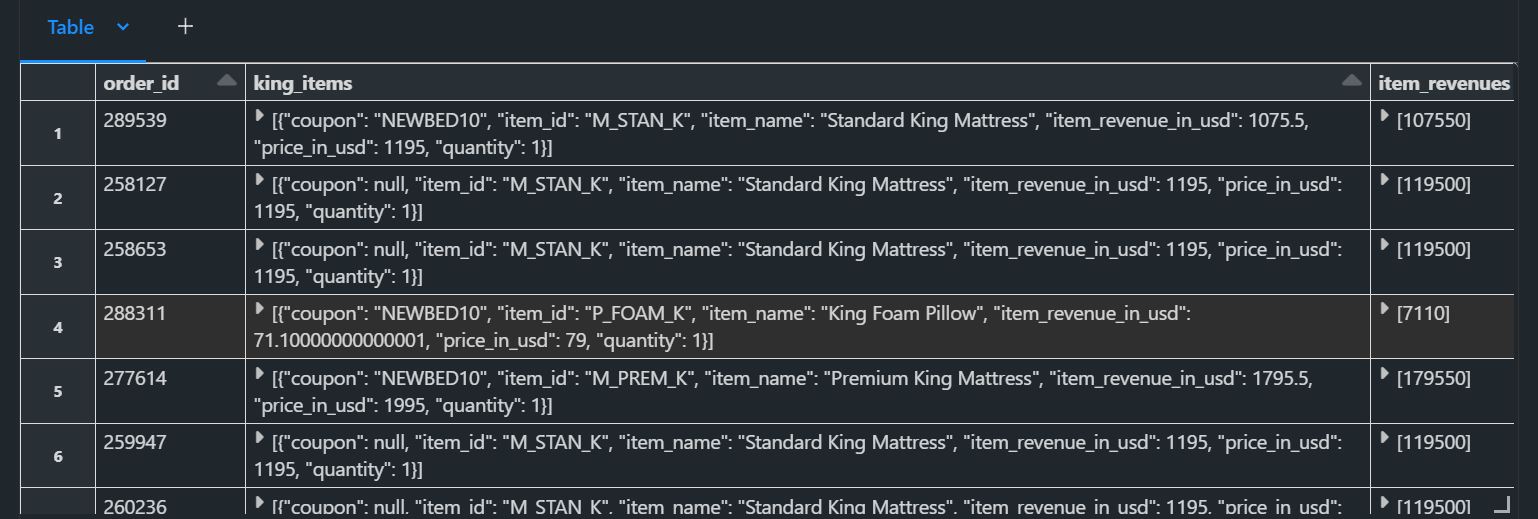 Table +
order_id king_items item_revenues
1 289539 [{"coupon": "NEWBED10", "item_id": "M_STAN_K", "item_name": "Standard King Mattress", "item_revenue_in_usd": 1075.5, [107550]
"price_in_usd": 1195, "quantity": 1}]
2 258127 [{"coupon": null, "item_id": "M_STAN_K", "item_name": "Standard King Mattress", "item_revenue_in_usd": 1195, "price_in_usd": [119500]
1195, "quantity": 1}]
3 258653 [{"coupon": null, "item_id": "M_STAN_K", "item_name": "Standard King Mattress", "item_revenue_in_usd": 1195, "price_in_usd": [119500]
1195, "quantity": 1}]
4 288311 [{"coupon": "NEWBED10", "item_id": "P_FOAM_K", "item_name": "King Foam Pillow", "item_revenue_in_usd": [7110]
71.10000000000001, "price_in_usd": 79, "quantity": 1}]
5 277614 [{"coupon": "NEWBED10", "item_id": "M_PREM_K", "item_name": "Premium King Mattress", "item_revenue_in_usd": 1795.5, [179550]
"price_in_usd": 1995, "quantity": 1}]
6 259947 [{"coupon": null, "item_id": "M_STAN_K", "item_name": "Standard King Mattress", "item_revenue_in_usd": 1195, "price_in_usd": [119500]
1195, "quantity": 1}]
260236 [{"coupon": null, "item_id": "M_STAN_K", "item_name": "Standard King Mattress", "item_revenue_in_usd": 1195, "price_in_usd": [119500]